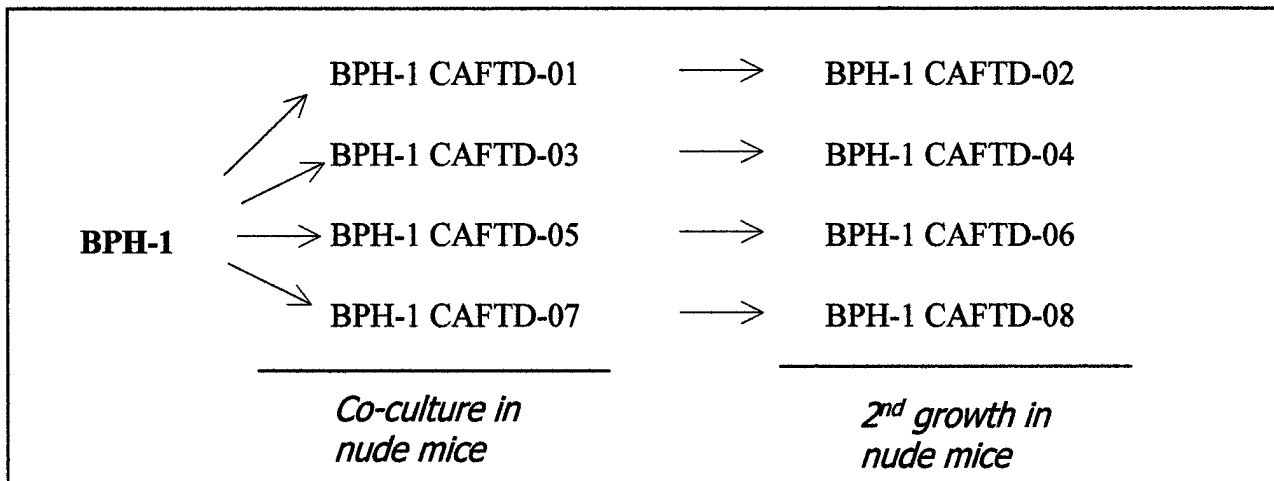 BPH-1 CAFTD-01 BPH-1 CAFTD-02
BPH-1 CAFTD-03 BPH-1 CAFTD-04
BPH-1 BPH-1 CAFTD-05 BPH-1 CAFTD-06
BPH-1 CAFTD-07 BPH-1 CAFTD-08
Co-culture in
nude mice
2nd growth in
nude mice